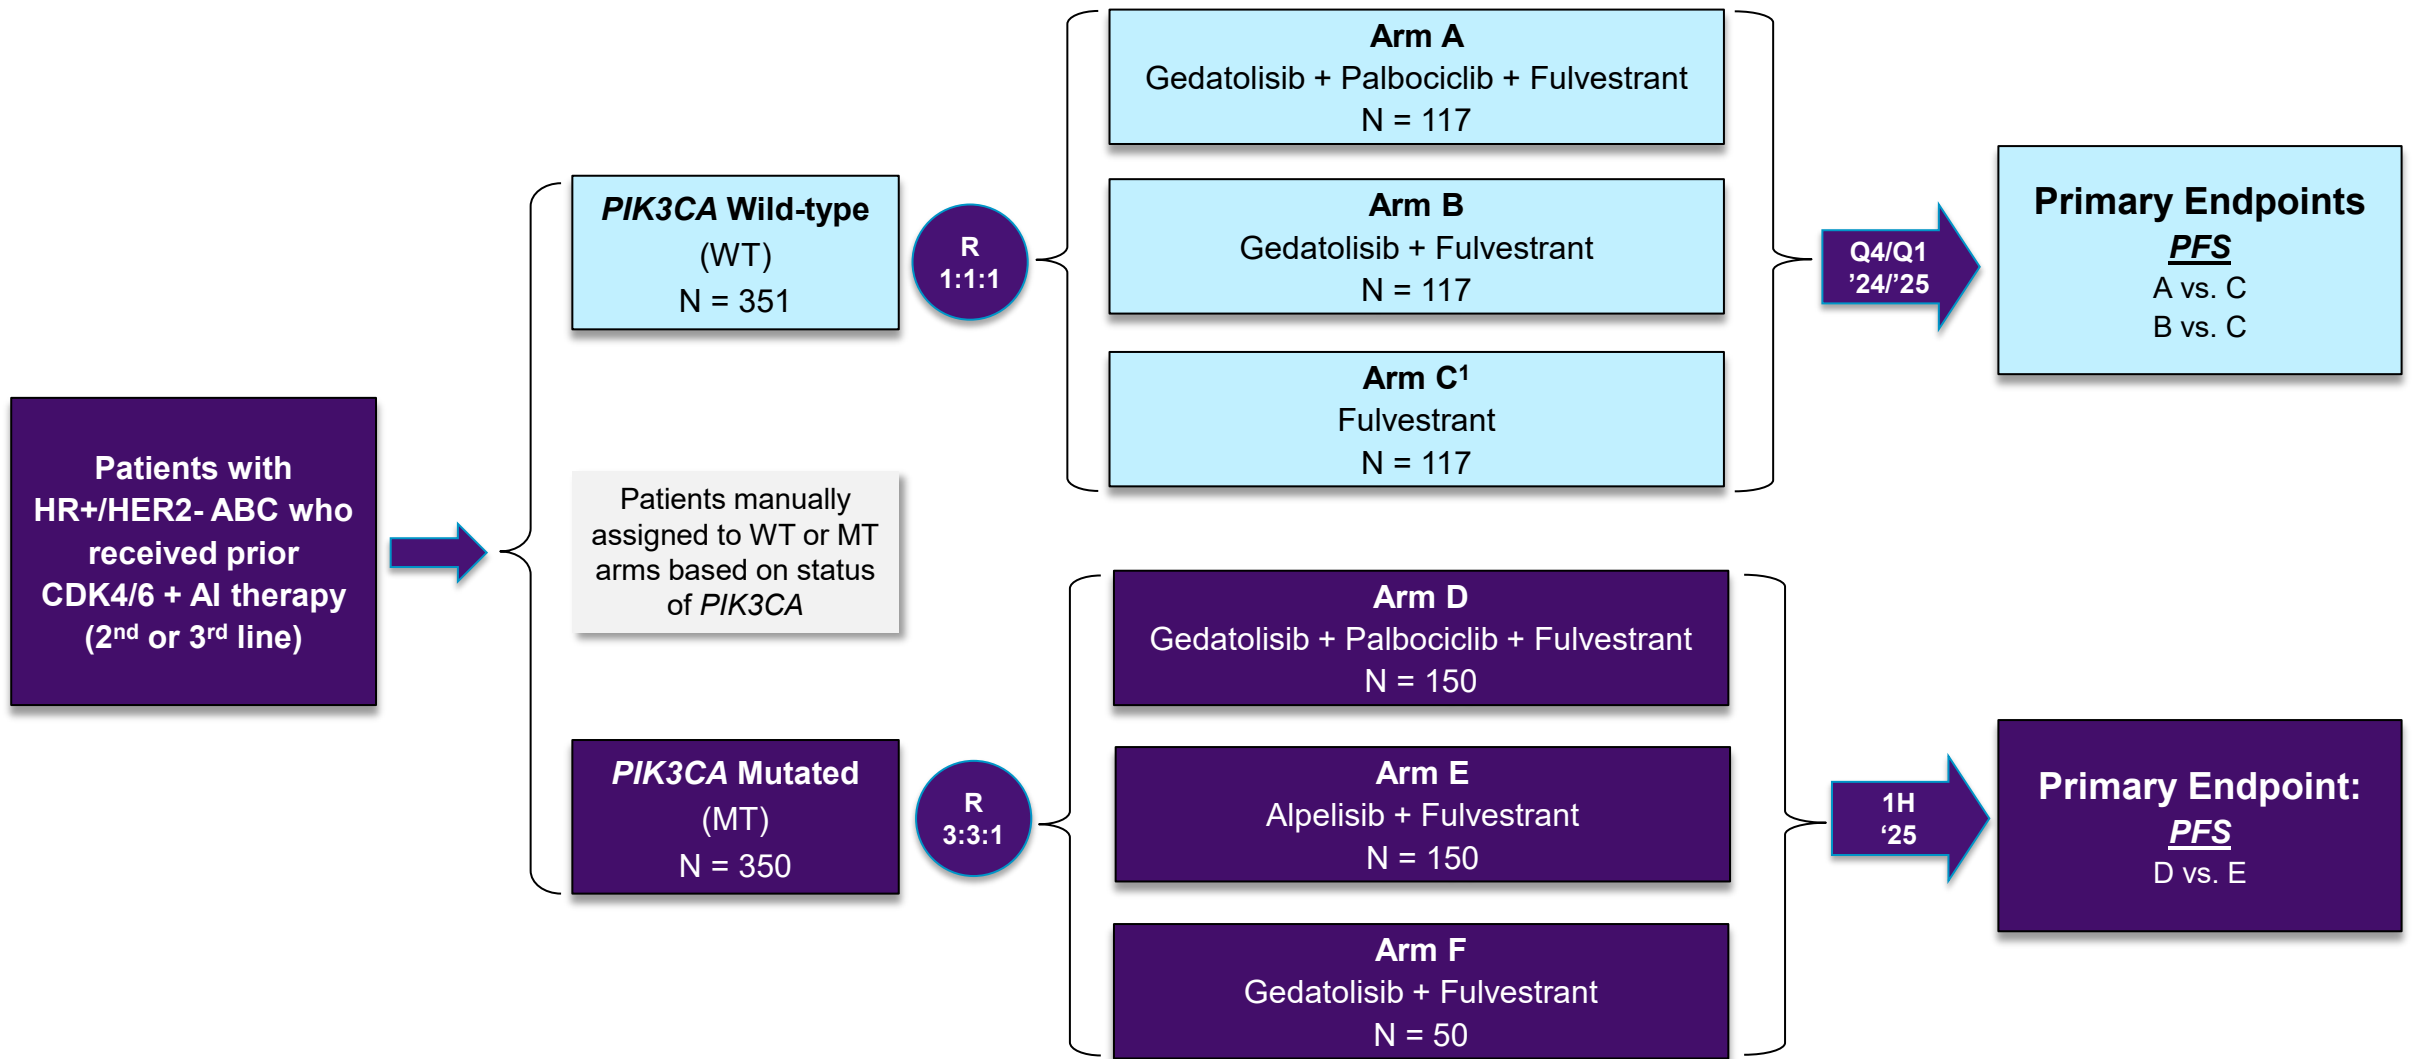 Patients with
HR+/HER2- ABC who
received prior
CDK4/6 + AI therapy
(2nd or 3rd line)
PIK3CA Wild-type
(WT)
N = 351
Patients manually
assigned to WT or MT
arms based on status
of PIK3CA
PIK3CA Mutated
(MT)
N = 350
R
1:1:1
R
3:3:1
Arm A
Gedatolisib + Palbociclib + Fulvestrant
N = 117
Arm B
Gedatolisib + Fulvestrant
N = 117
Arm C¹
Fulvestrant
N = 117
Arm D
Gedatolisib + Palbociclib + Fulvestrant
N = 150
Arm E
Alpelisib + Fulvestrant
N = 150
Arm F
Gedatolisib + Fulvestrant
N = 50
Q4/Q1
’24/’25
1H
‘25
Primary Endpoints
PFS
A vs. C
B vs. C
Primary Endpoint:
PFS
D vs. E